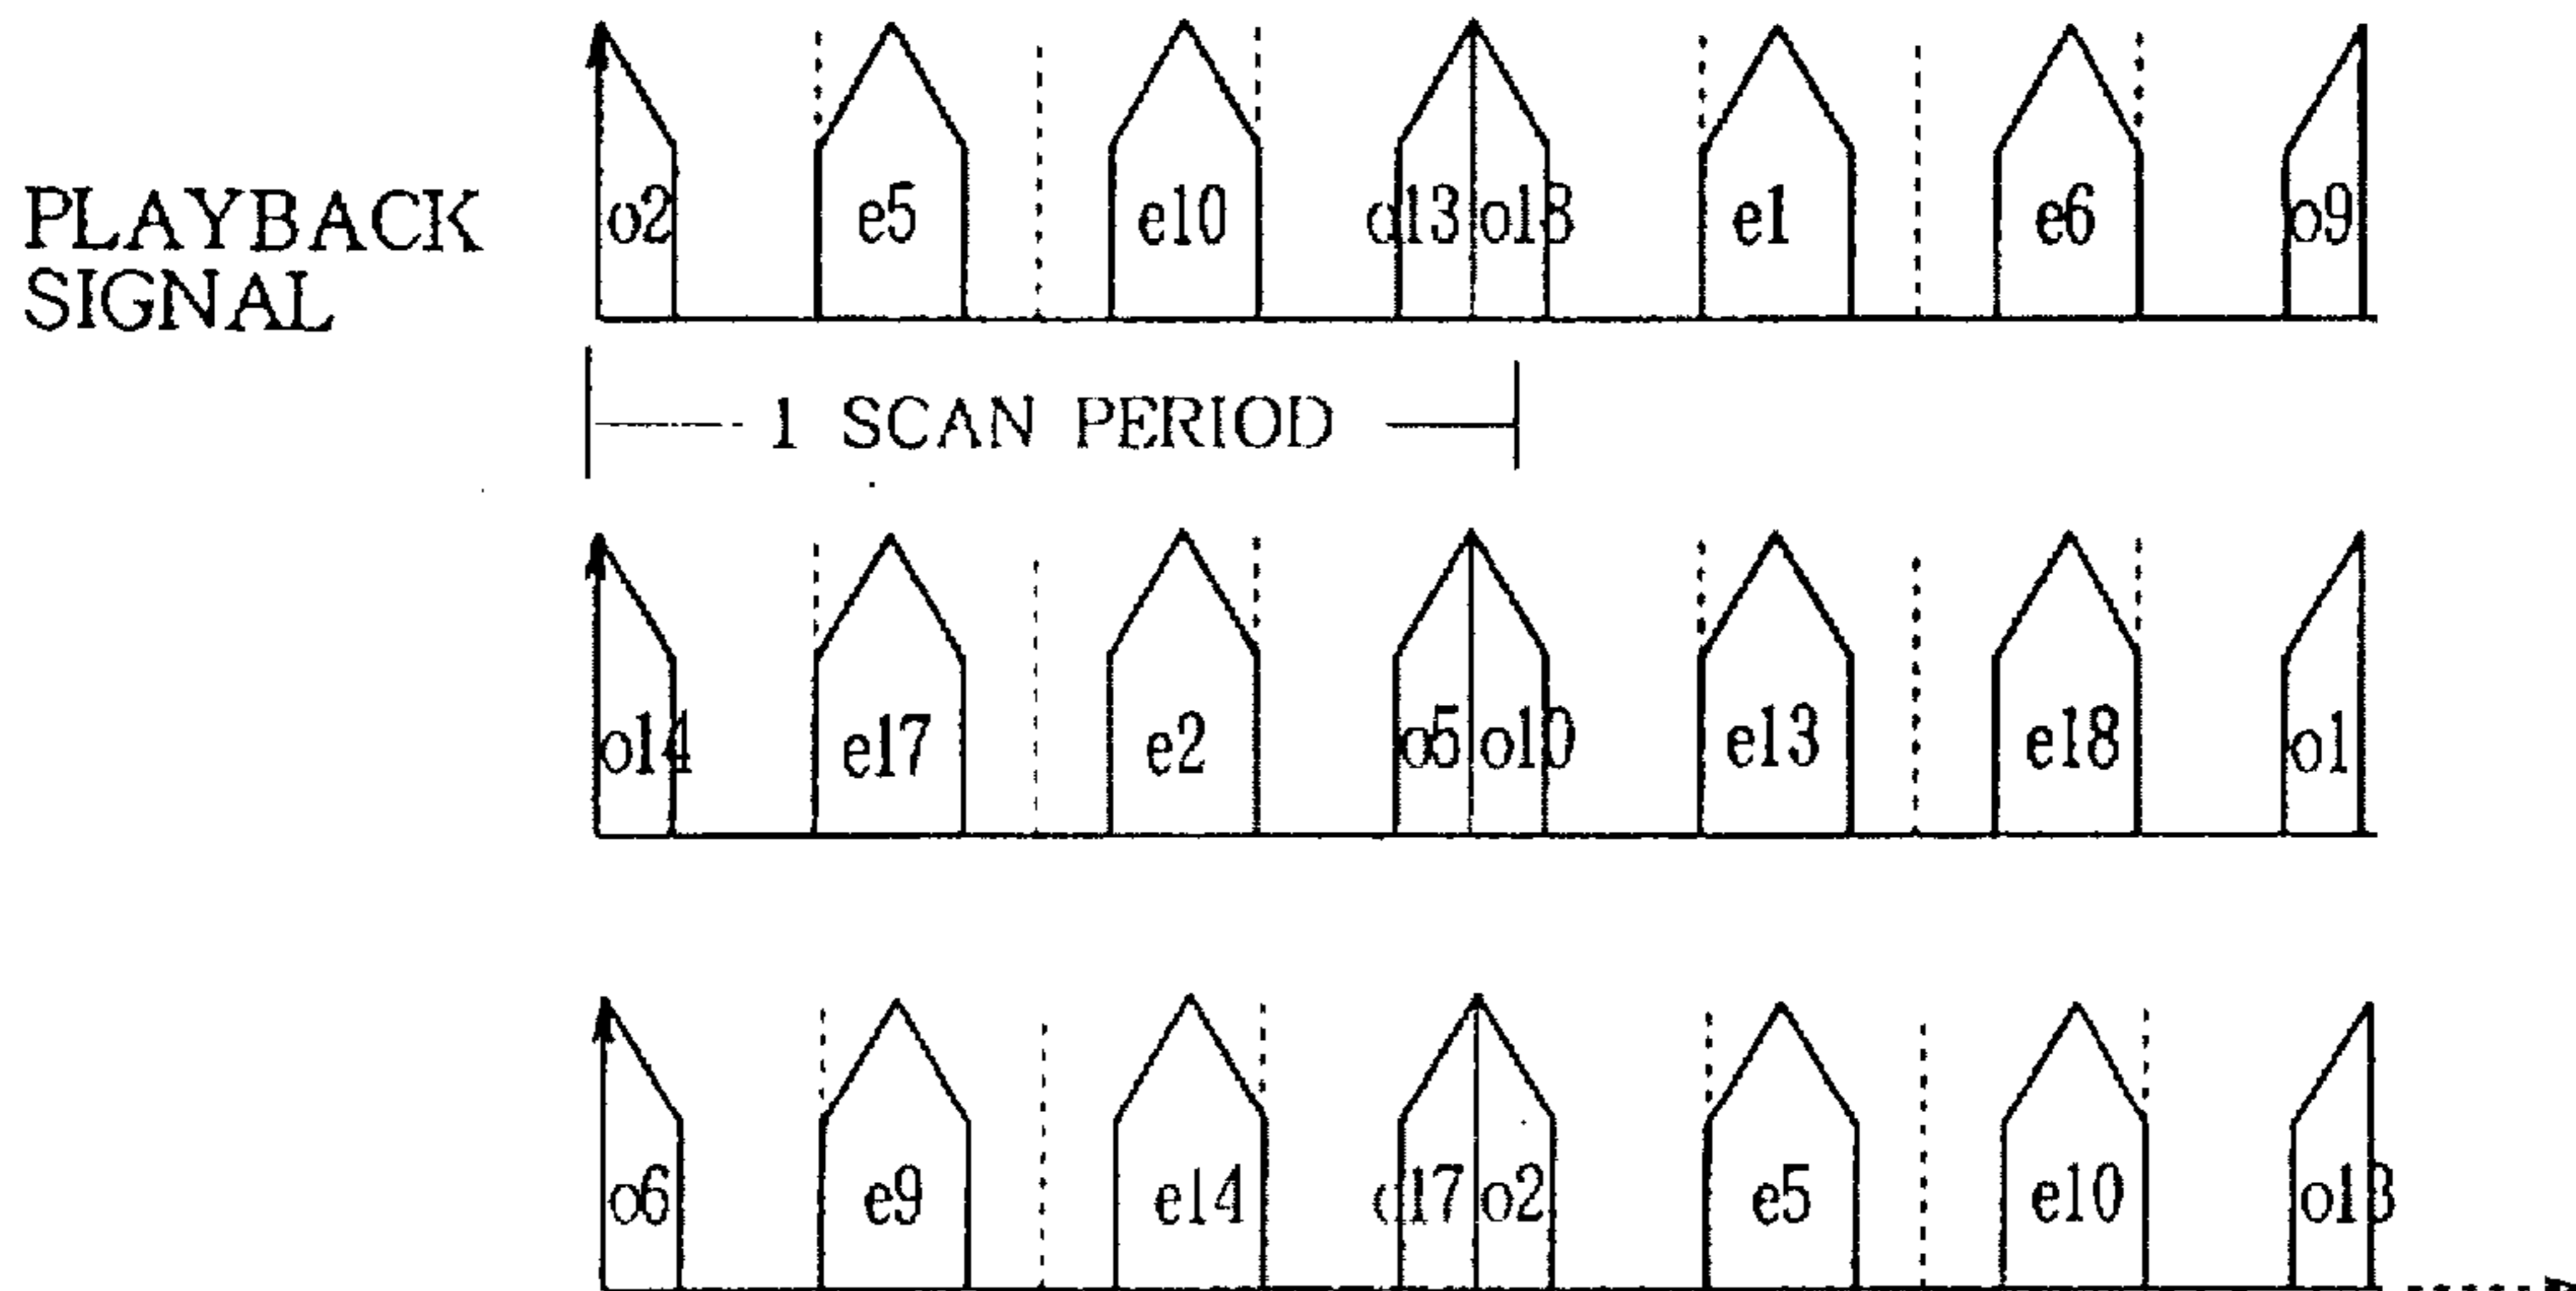 PLAYBACK
SIGNAL
o2 e5 e10 o13 o18 e1 e6 o9
1 SCAN PERIOD
o14 e17 e2 o5 o10 e13 e18 o1
o6 e9 e14 o17 o2 e5 e10 o13